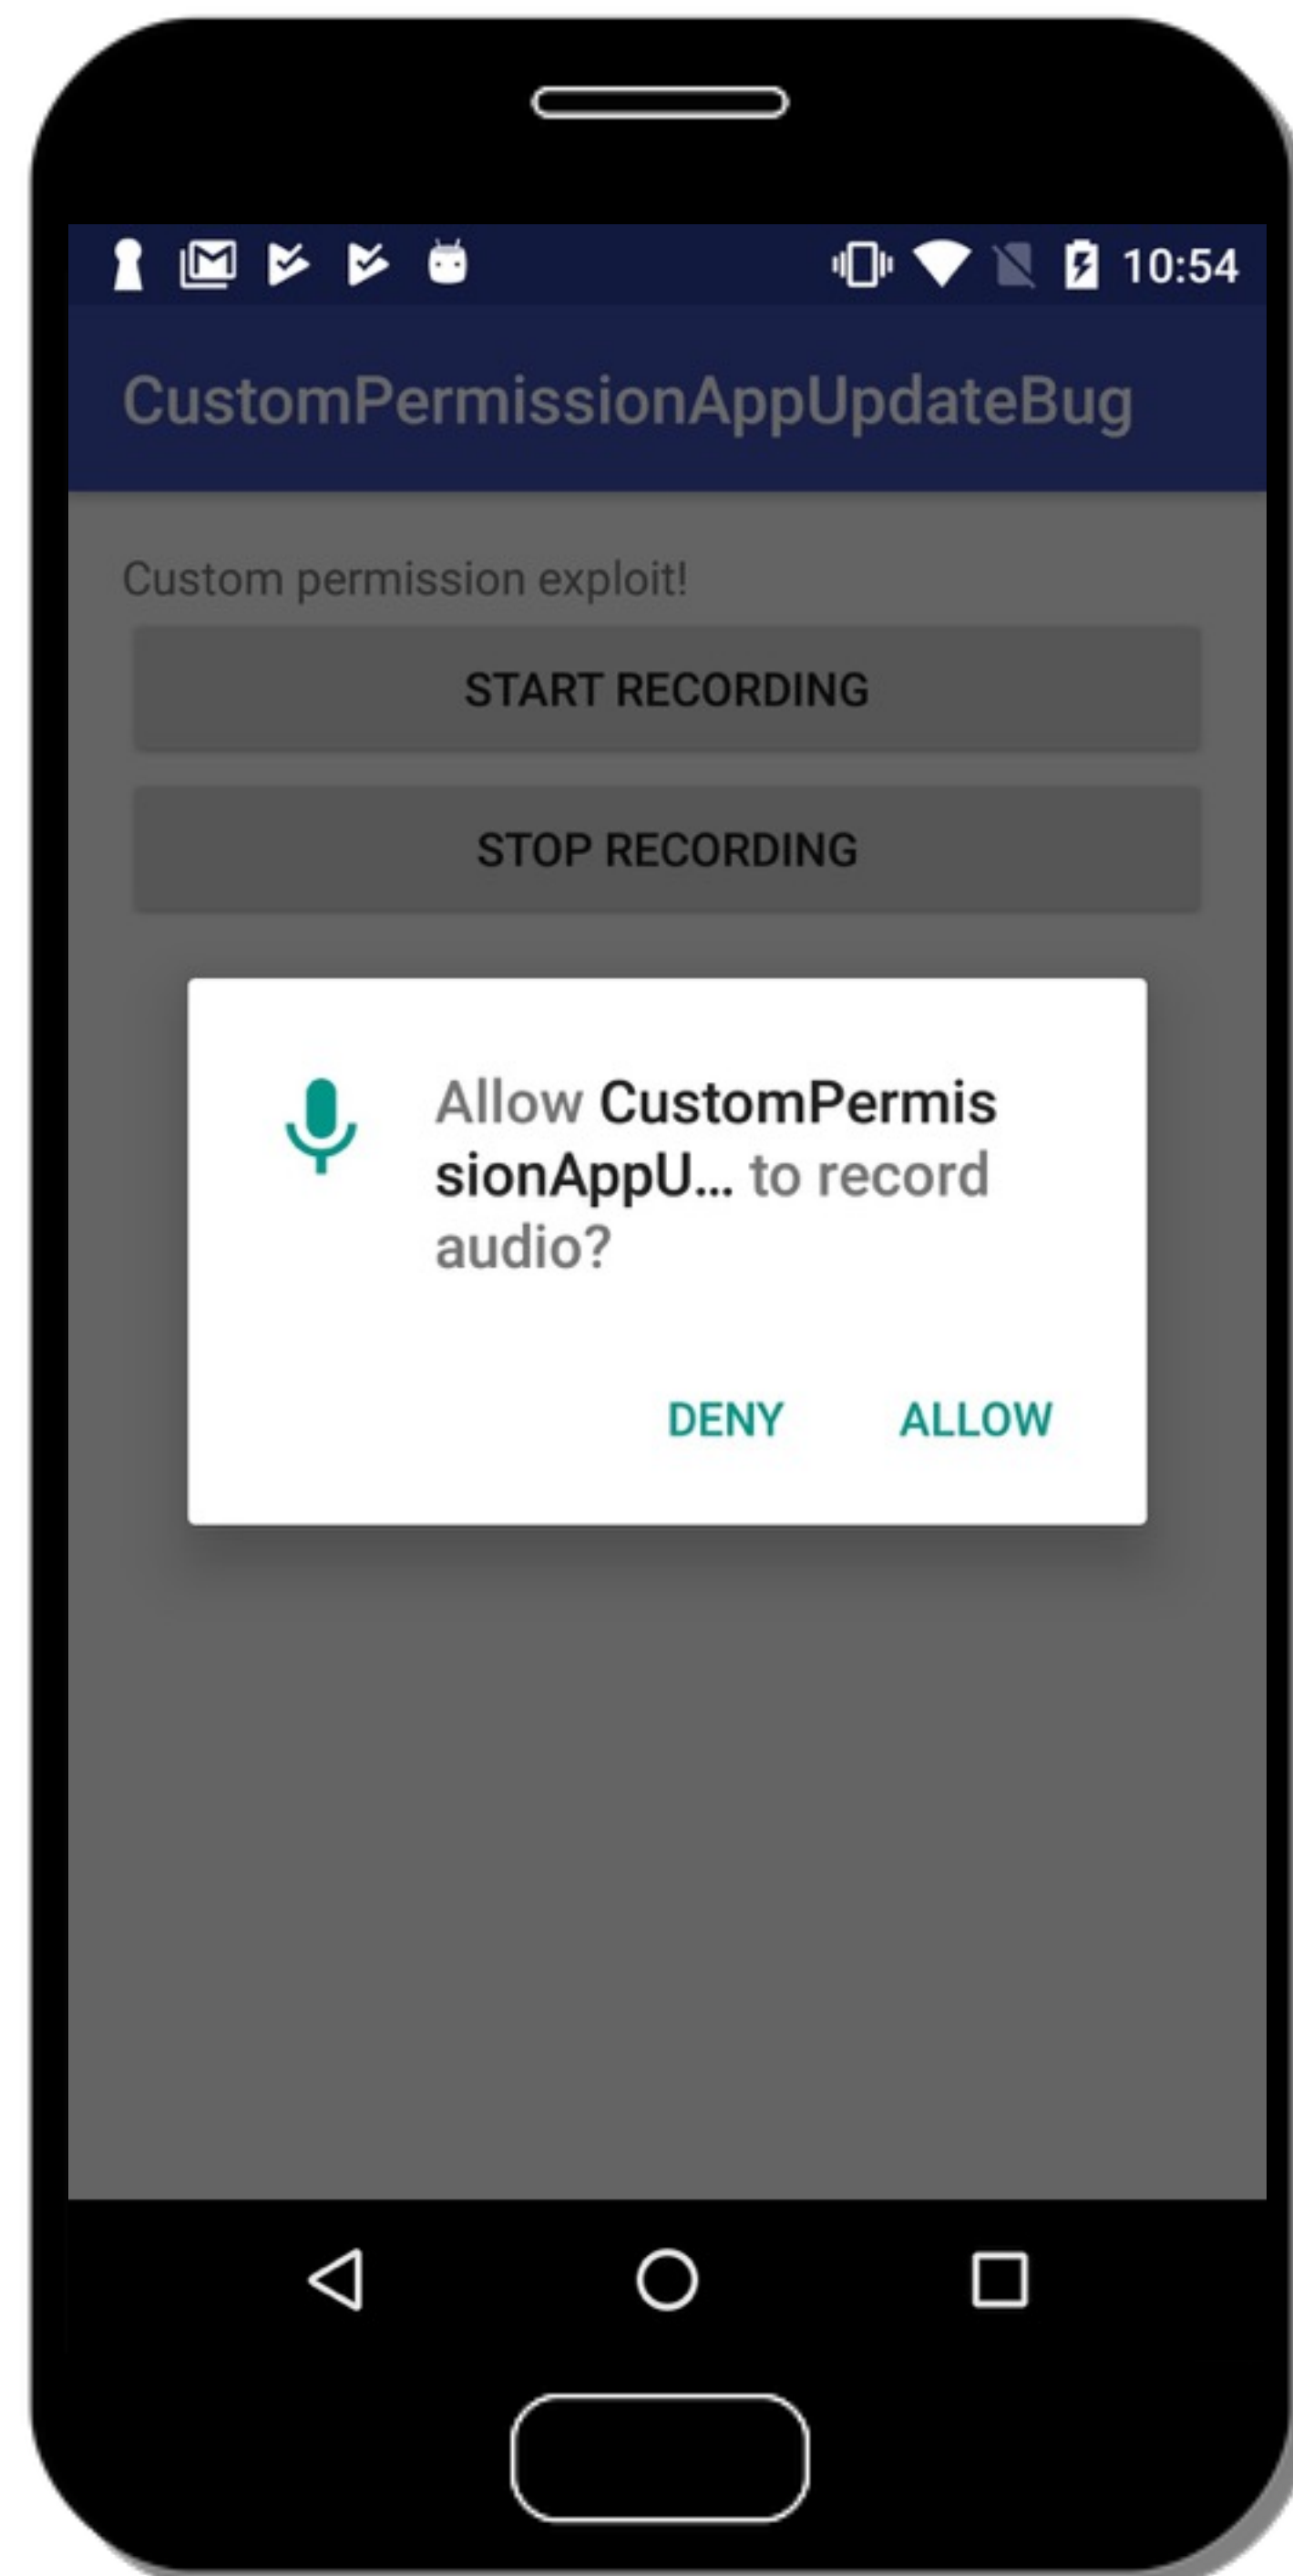 10:54
CustomPermissionAppUpdateBug
Custom permission exploit!
START RECORDING
STOP RECORDING
Allow CustomPermis
sionAppU... to record
audio?
DENY ALLOW